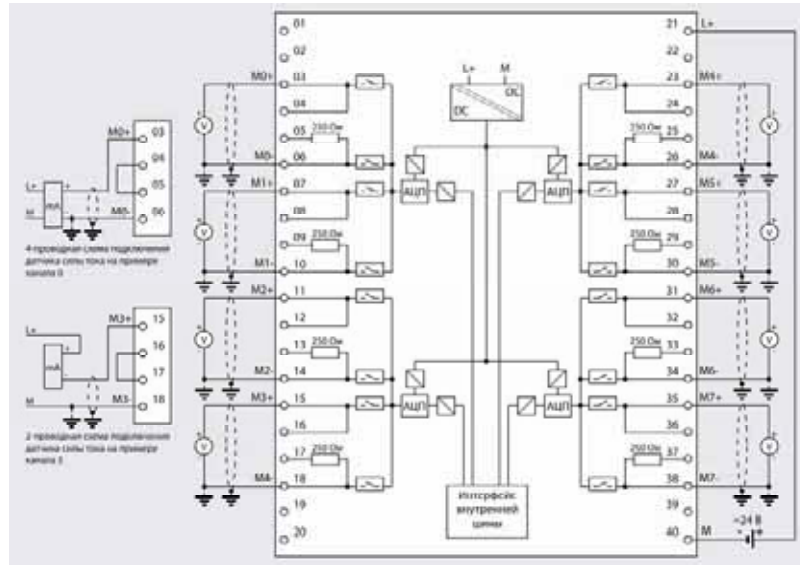 01
02
M0+ 03
04
05 250 Ом
M0- 06
M1+ 07
08
09 250 Ом
M1- 10
M2+ 11
12
13 250 Ом
M2- 14
M3+ 15
16
17 250 Ом
M4- 18
19
20
V
V
V
V
M0+ 03
04
05
M0- 06
L+
+
mA
-
M
4-проводная схема подключения
датчика силы тока на примере
канала 0
M3+ 15
16
17
M3- 18
L+
+
mA
-
M
2-проводная схема подключения
датчика силы тока на примере
канала 3
L+ M
DC
DC
АЦП
АЦП
АЦП
АЦП
Интерфейс
внутренней
шины
21 L+
22
23 M4+
24
250 Ом 25
26 M4-
27 M5+
28
250 Ом 29
30 M5-
31 M6+
32
250 Ом 33
34 M6-
35 M7+
36
250 Ом 37
38 M7-
39
40 M
V
V
V
V
=24 В
- +